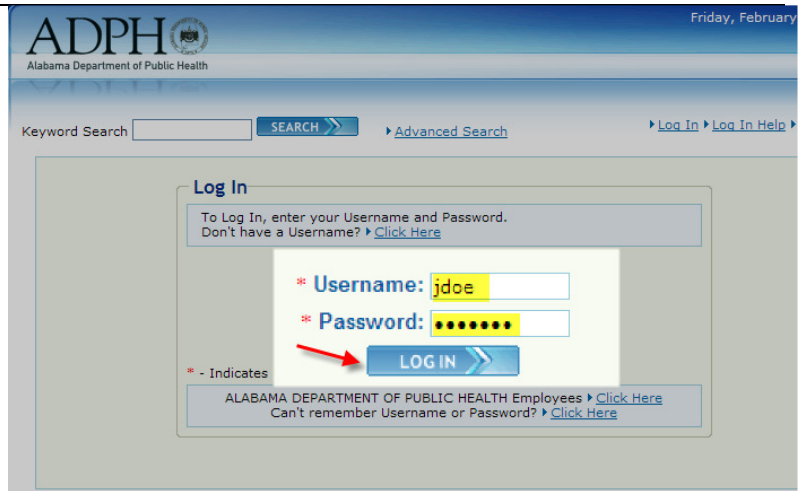 Friday, February
ADPH
Alabama Department of Public Health
Keyword Search SEARCH Advanced Search Log In Log In Help
Log In
To Log In, enter your Username and Password.
Don't have a Username? Click Here
* Username: jdoe
* Password: •••••••
LOG IN
* - Indicates
ALABAMA DEPARTMENT OF PUBLIC HEALTH Employees Click Here
Can't remember Username or Password? Click Here